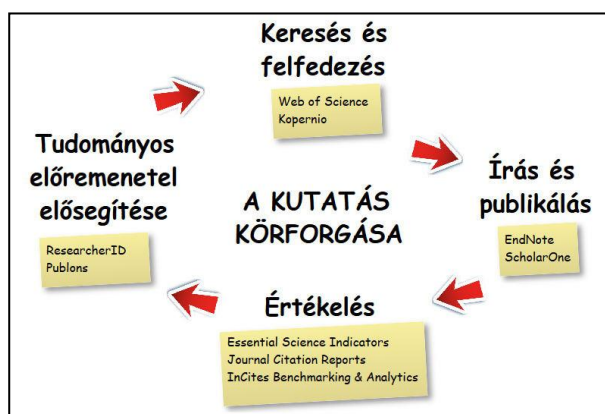 Keresés és
felfedezés
Web of Science
Kopernio
Írás és
publikálás
EndNote
ScholarOne
Értékelés
Essential Science Indicators
Journal Citation Reports
InCites Benchmarking & Analytics
Tudományos
előremenetel
elősegítése
ResearcherID
Publons
A KUTATÁS
KÖRFORGÁSA